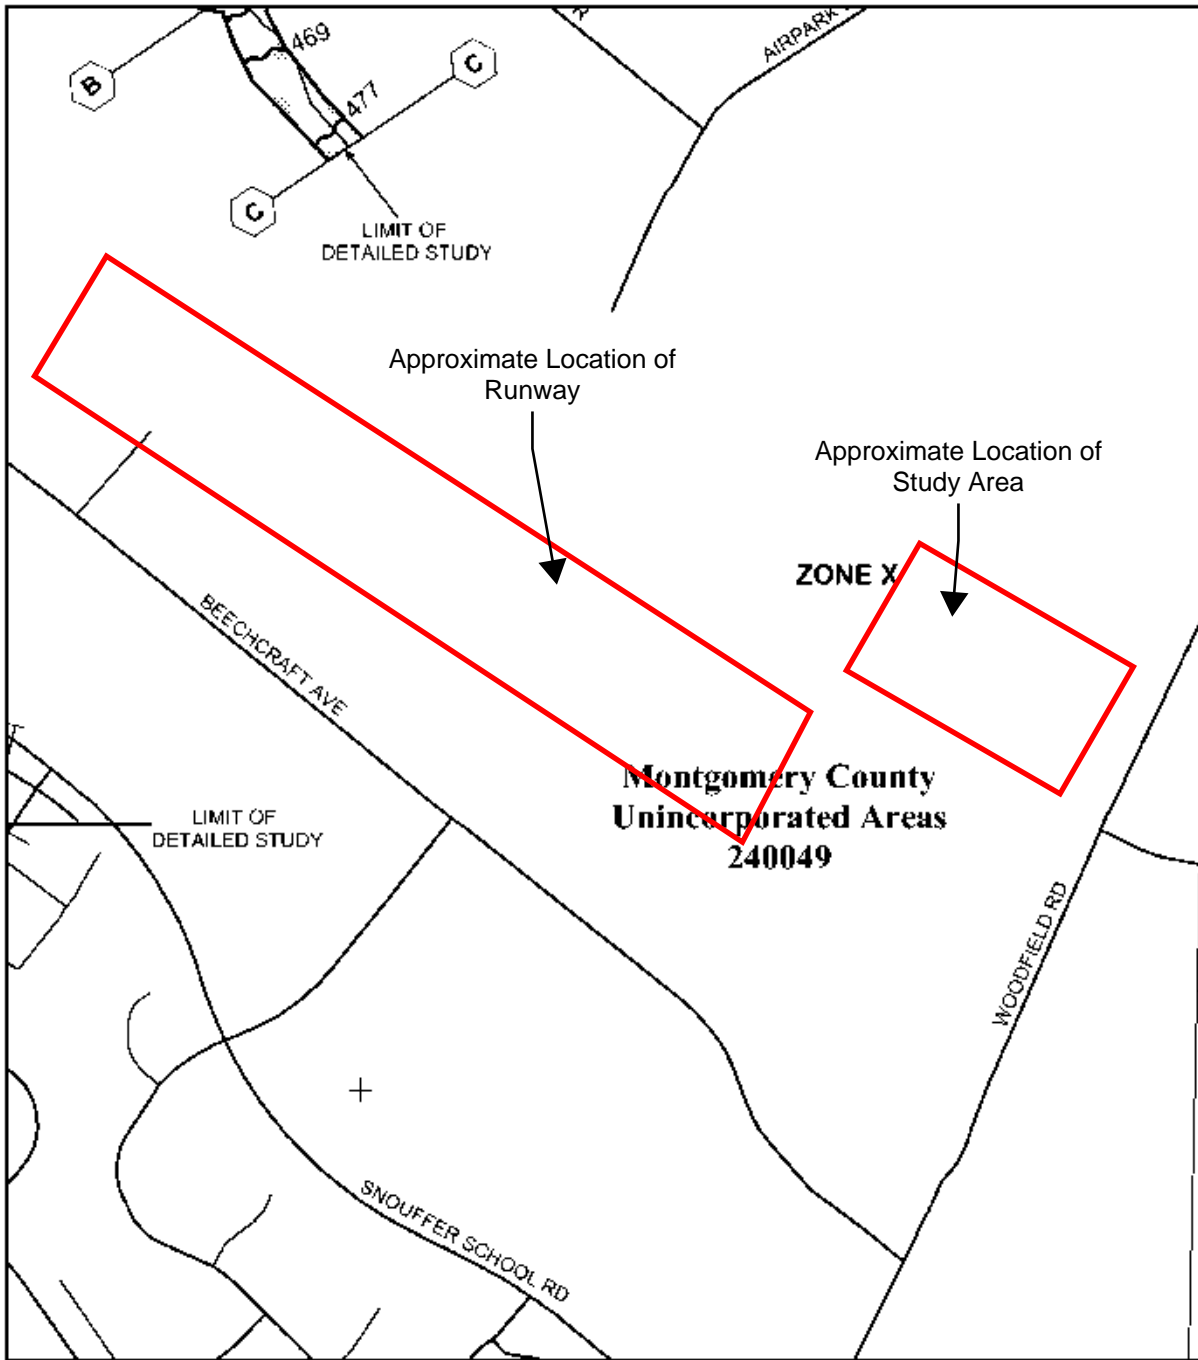 469
B
C
477
C
LIMIT OF
DETAILED STUDY
AIRPARK
Approximate Location of
Runway
Approximate Location of
Study Area
ZONE X
BEECHCRAFT AVE
Montgomery County
Unincorporated Areas
240049
LIMIT OF
DETAILED STUDY
WOODFIELD RD
SNOUFFER SCHOOL RD